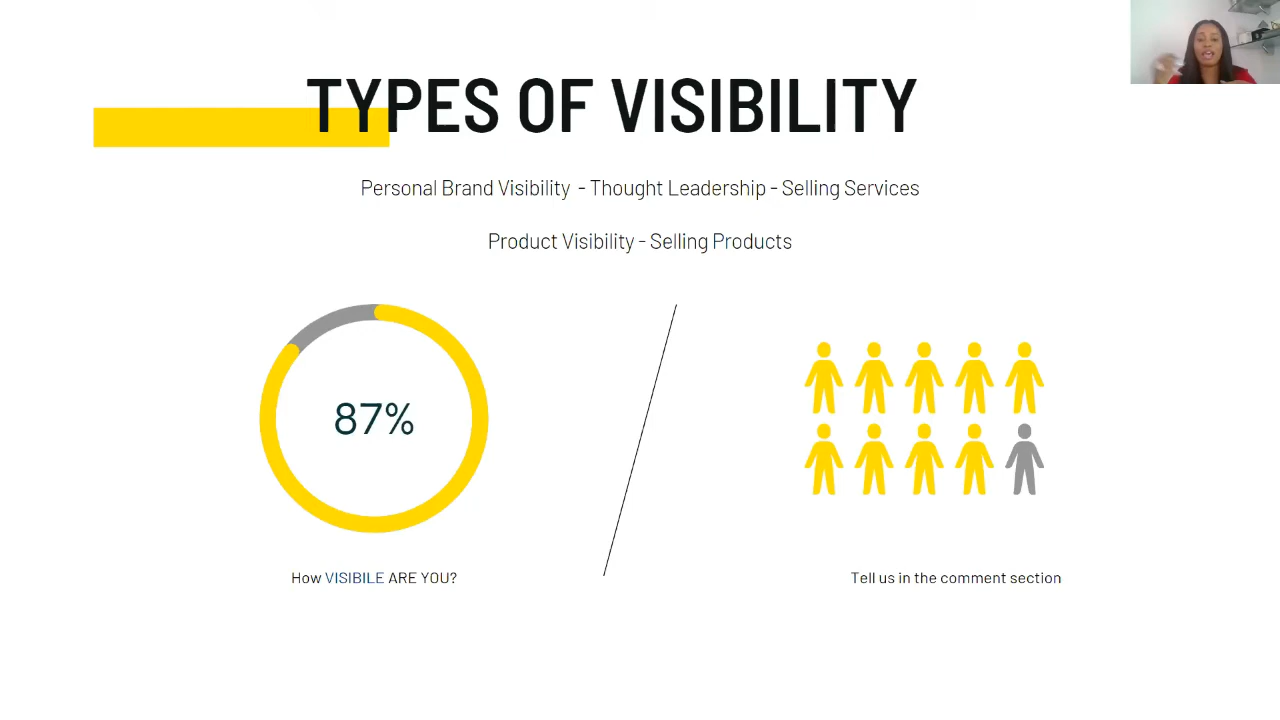 TYPES OF VISIBILITY
Personal Brand Visibility - Thought Leadership - Selling Services
Product Visibility - Selling Products
87%
How VISIBILE ARE YOU?
Tell us in the comment section